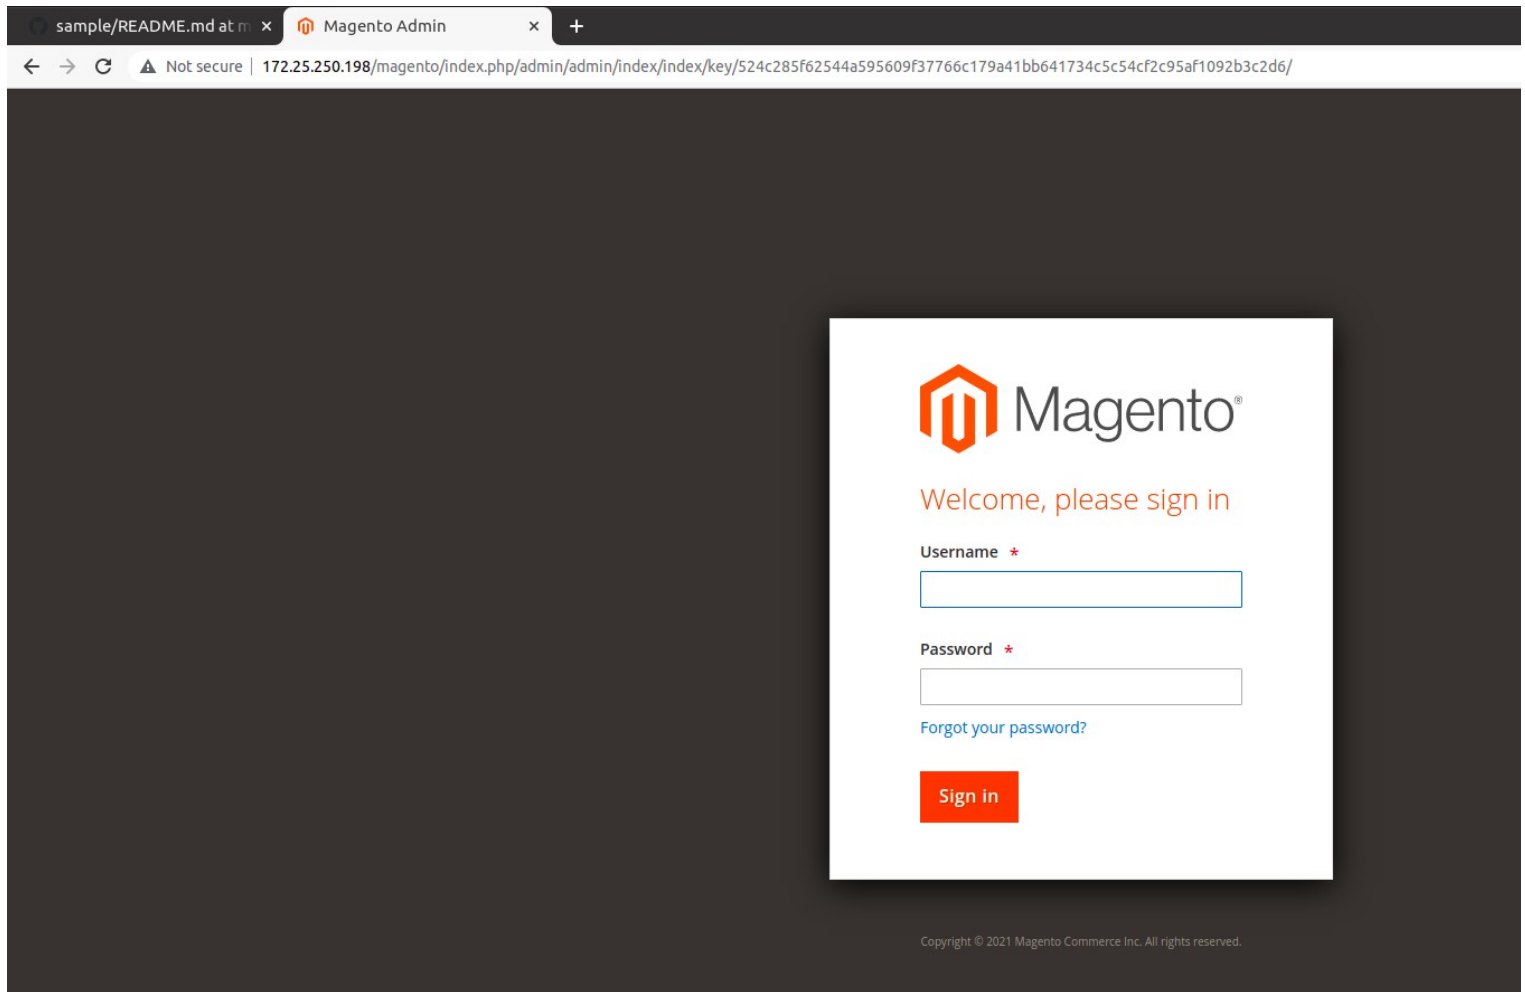 sample/README.md at m
Magento Admin
Not secure | 172.25.250.198/magento/index.php/admin/admin/index/index/key/524c285f62544a595609f37766c179a41bb641734c5c54cf2c95af1092b3c2d6/
Magento®
Welcome, please sign in
Username *
Password *
Forgot your password?
Sign in
Copyright © 2021 Magento Commerce Inc. All rights reserved.